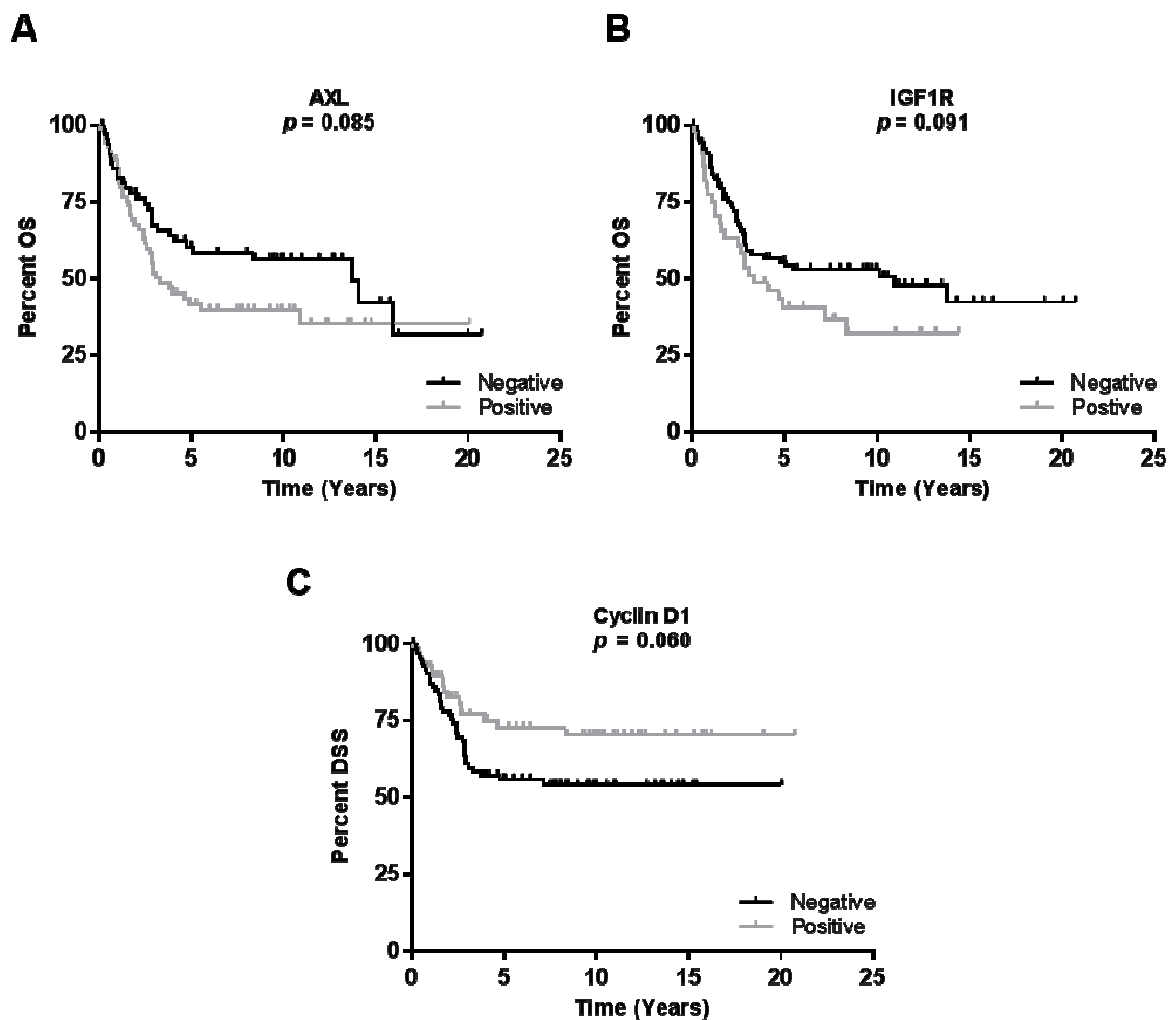 A
AXL
p = 0.085
100
75
50
25
0
Percent OS
0 5 10 15 20 25
Time (Years)
Negative
Positive
B
IGF1R
p = 0.091
100
75
50
25
0
Percent OS
0 5 10 15 20 25
Time (Years)
Negative
Postive
C
Cyclin D1
p = 0.060
100
75
50
25
0
Percent DSS
0 5 10 15 20 25
Time (Years)
Negative
Positive